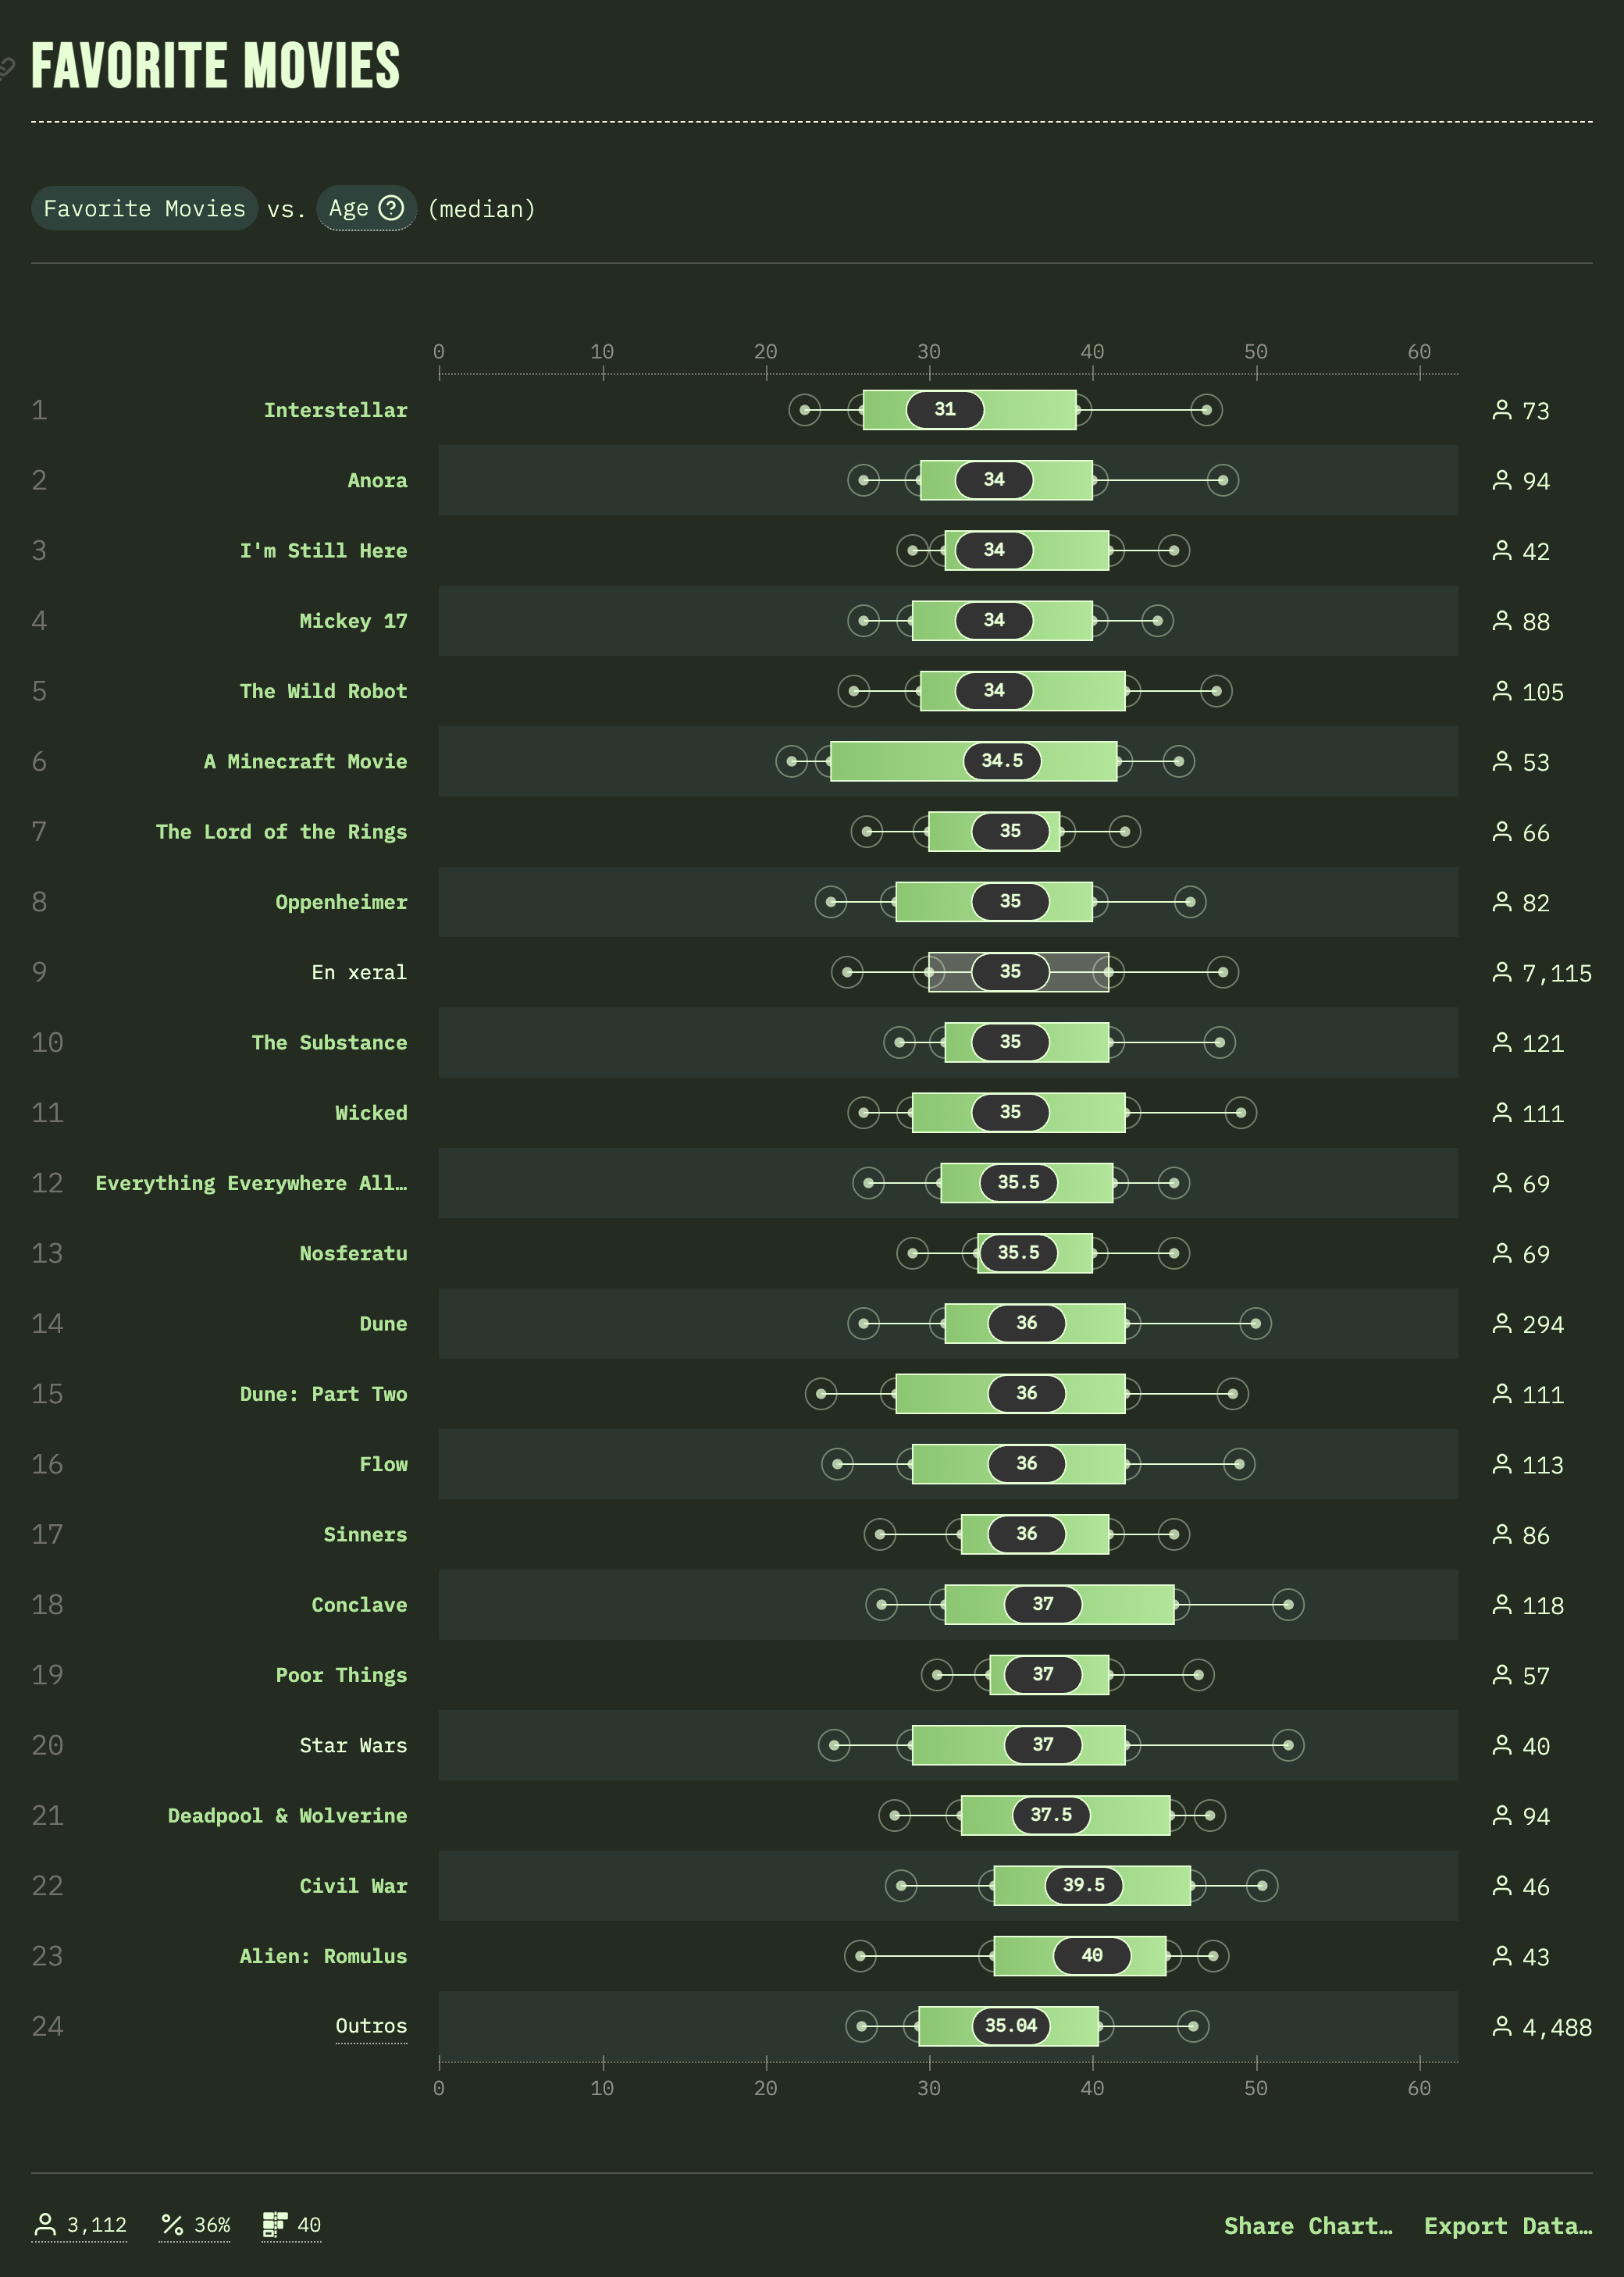 FAVORITE MOVIES
Favorite Movies vs. Age ? (median)
0 10 20 30 40 50 60
1 Interstellar 31 73
2 Anora 34 94
3 I'm Still Here 34 42
4 Mickey 17 34 88
5 The Wild Robot 34 105
6 A Minecraft Movie 34.5 53
7 The Lord of the Rings 35 66
8 Oppenheimer 35 82
9 En xeral 35 7,115
10 The Substance 35 121
11 Wicked 35 111
12 Everything Everywhere All… 35.5 69
13 Nosferatu 35.5 69
14 Dune 36 294
15 Dune: Part Two 36 111
16 Flow 36 113
17 Sinners 36 86
18 Conclave 37 118
19 Poor Things 37 57
20 Star Wars 37 40
21 Deadpool & Wolverine 37.5 94
22 Civil War 39.5 46
23 Alien: Romulus 40 43
24 Outros 35.04 4,488
0 10 20 30 40 50 60
3,112 36% 40 Share Chart… Export Data…